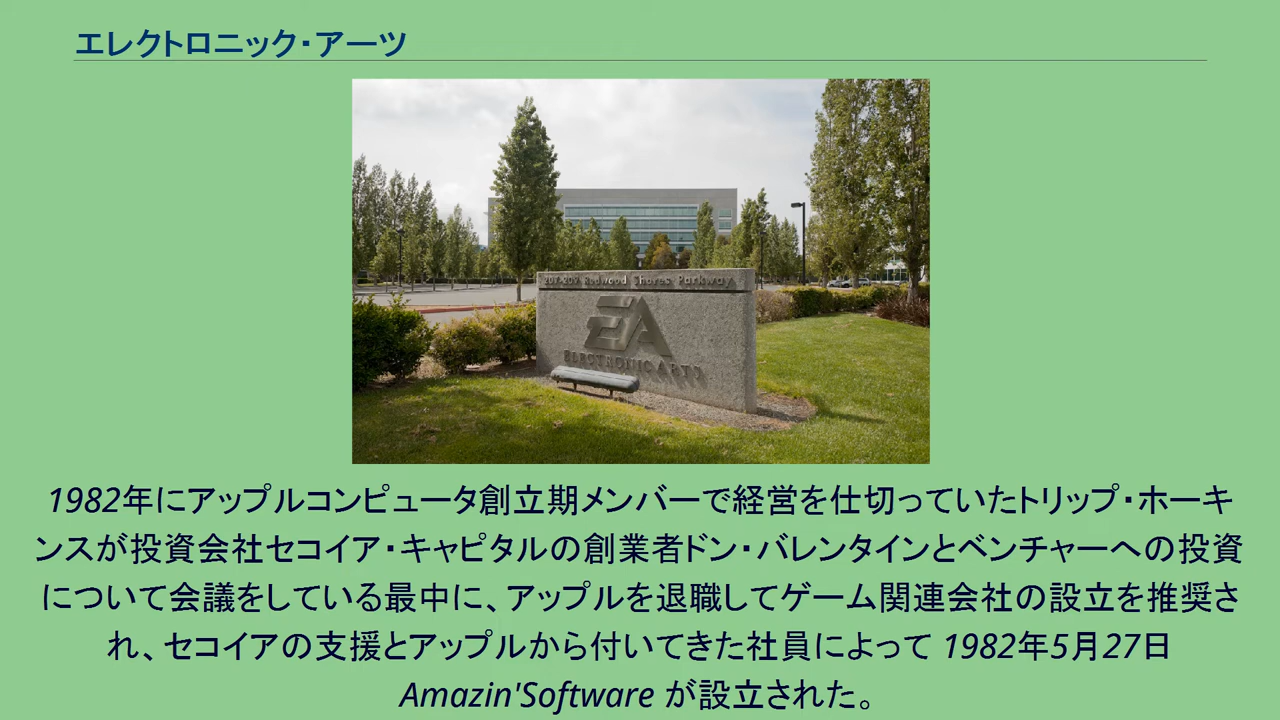 エレクトロニック・アーツ
207-209 Redwood Shores Parkway
EA
ELECTRONIC ARTS
1982年にアップルコンピュータ創立期メンバーで経営を仕切っていたトリップ・ホーキ
ンスが投資会社セコイア・キャピタルの創業者ドン・バレンタインとベンチャーへの投資
について会議をしている最中に、アップルを退職してゲーム関連会社の設立を推奨さ
れ、セコイアの支援とアップルから付いてきた社員によって 1982年5月27日
Amazin'Software が設立された。